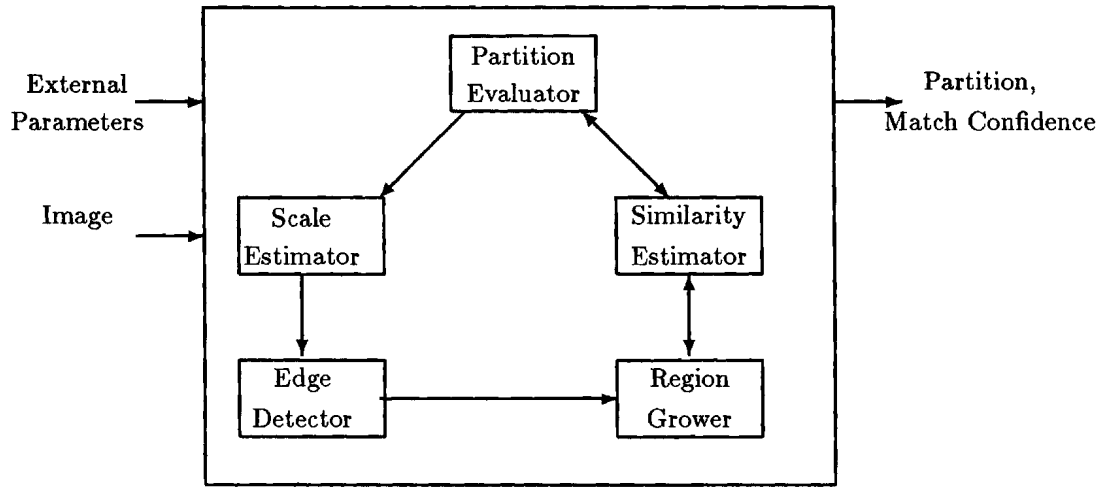 Partition
Evaluator
External
Parameters
Partition,
Match Confidence
Image
Scale
Estimator
Similarity
Estimator
Edge
Detector
Region
Grower